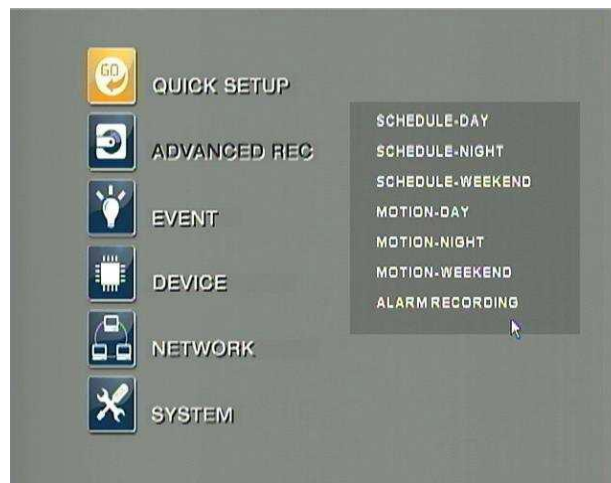 GO
QUICK SETUP
ADVANCED REC
EVENT
DEVICE
NETWORK
SYSTEM
SCHEDULE-DAY
SCHEDULE-NIGHT
SCHEDULE-WEEKEND
MOTION-DAY
MOTION-NIGHT
MOTION-WEEKEND
ALARM RECORDING